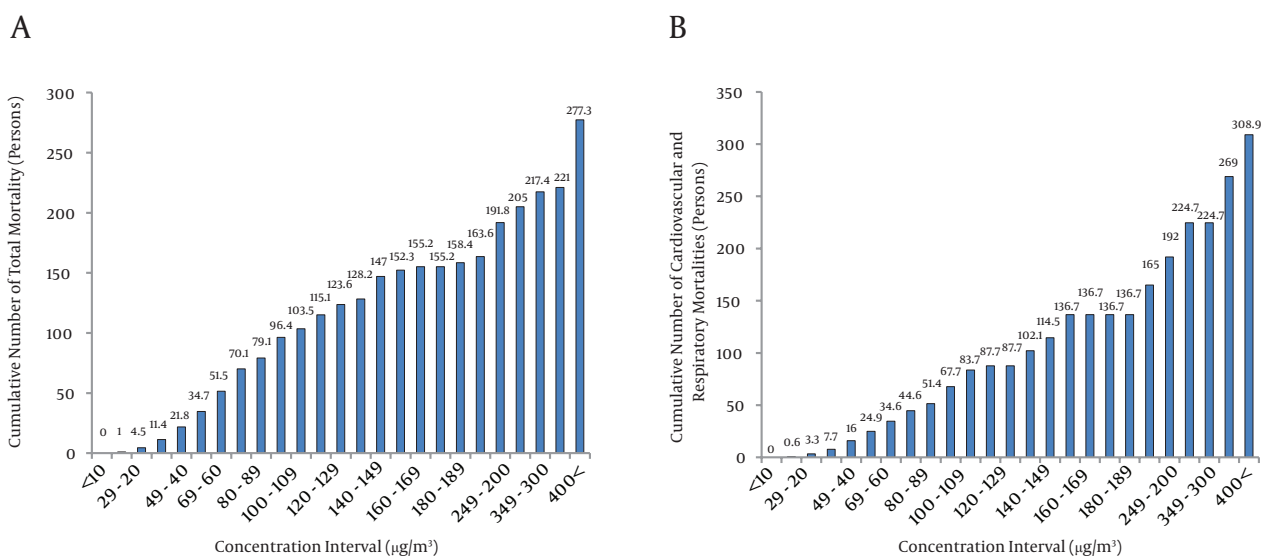 A
Cumulative Number of Total Mortality (Persons)
300
250
200
150
100
50
0
0
1
4.5
11.4
21.8
34.7
51.5
70.1
79.1
96.4
103.5
115.1
123.6
128.2
147
152.3
155.2
155.2
158.4
163.6
191.8
205
217.4
221
277.3
<10
29 - 20
49 - 40
69 - 60
80 - 89
100 - 109
120 - 129
140 - 149
160 - 169
180 - 189
249 - 200
349 - 300
400<
Concentration Interval (µg/m³)
B
Cumulative Number of Cardiovascular and
Respiratory Mortalities (Persons)
350
300
250
200
150
100
50
0
0
0.6
3.3
7.7
16
24.9
34.6
44.6
51.4
67.7
83.7
87.7
87.7
102.1
114.5
136.7
136.7
136.7
136.7
165
192
224.7
224.7
269
308.9
<10
29 - 20
49 - 40
69 - 60
80 - 89
100 - 109
120 - 129
140 - 149
160 - 169
180 - 189
249 - 200
349 - 300
400<
Concentration Interval (µg/m³)